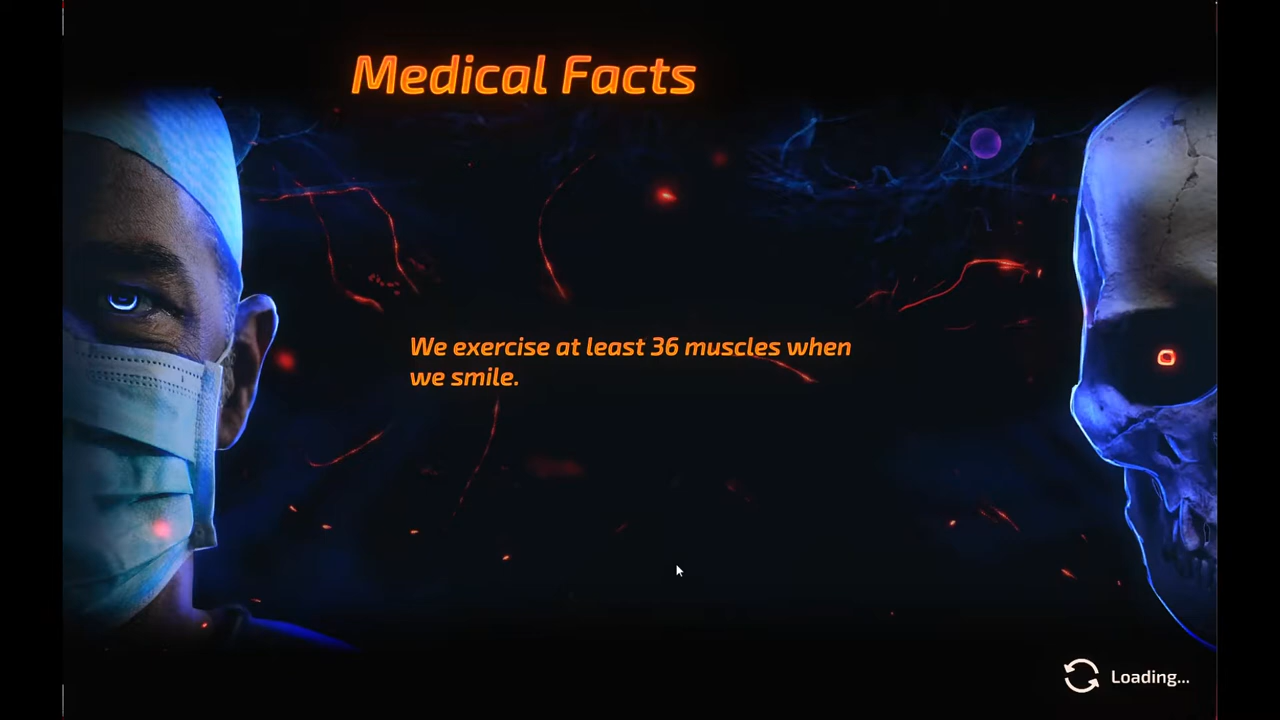 Medical Facts
We exercise at least 36 muscles when
we smile.
Loading...